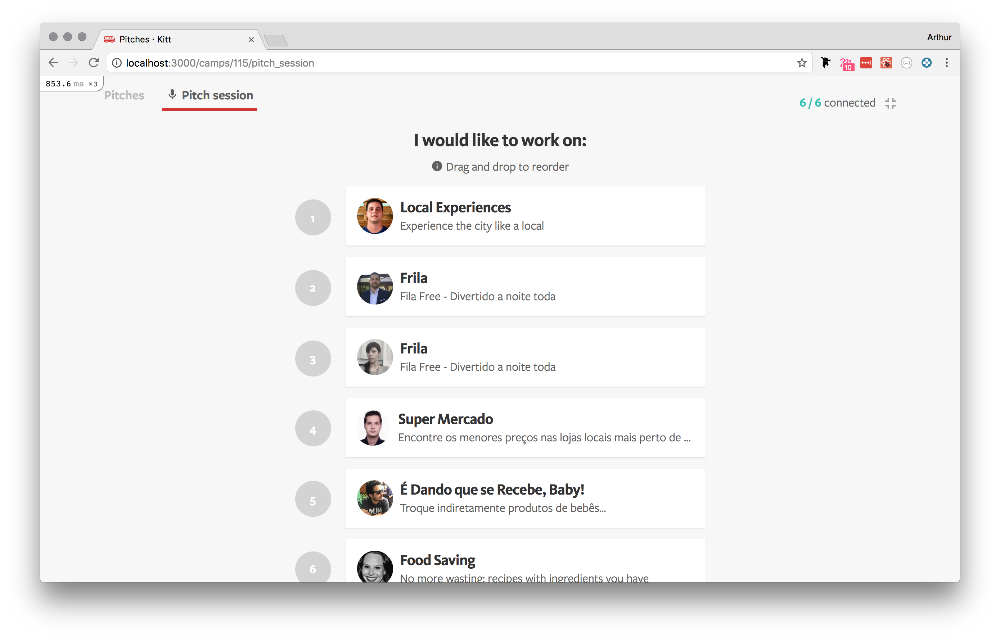 Pitches · Kitt
Arthur
localhost:3000/camps/115/pitch_session
10
853.6 ms ×3
Pitches
Pitch session
6 / 6 connected
I would like to work on:
Drag and drop to reorder
1
Local Experiences
Experience the city like a local
2
Frila
Fila Free - Divertido a noite toda
3
Frila
Fila Free - Divertido a noite toda
4
Super Mercado
Encontre os menores preços nas lojas locais mais perto de ...
5
É Dando que se Recebe, Baby!
Troque indiretamente produtos de bebês...
MJN
6
Food Saving
No more wasting: recipes with ingredients you have